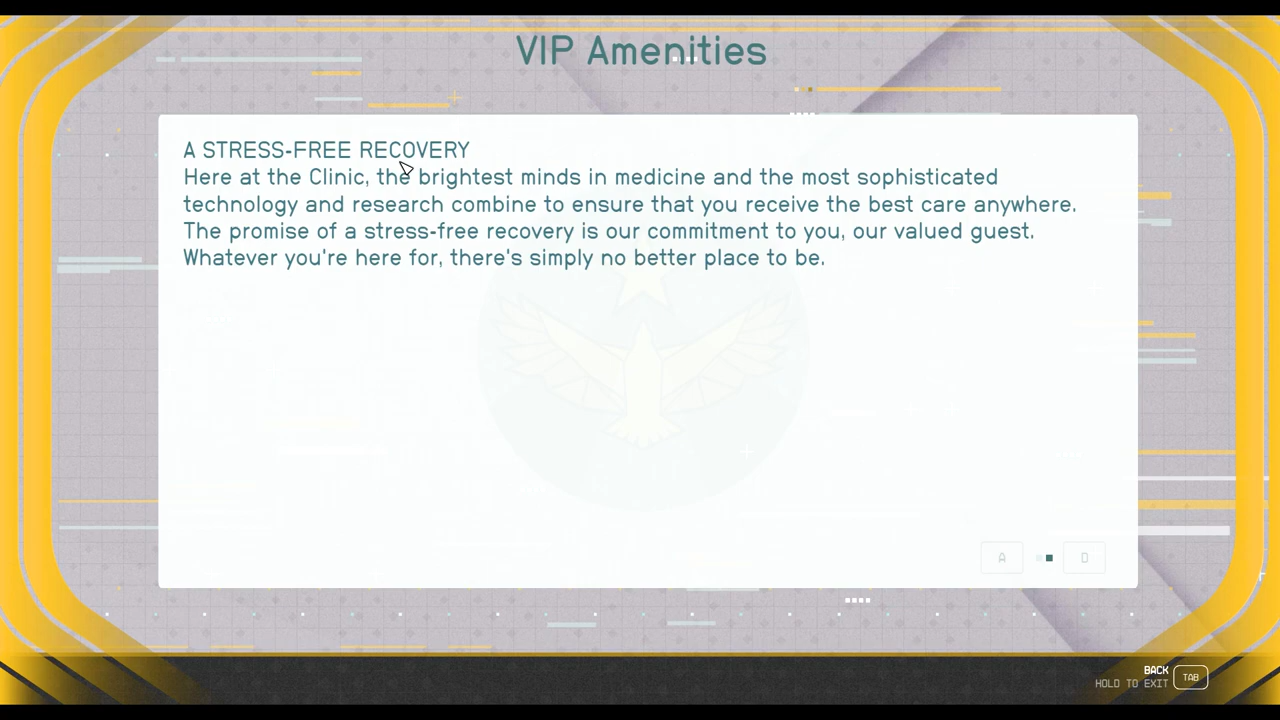 VIP Amenities
A STRESS-FREE RECOVERY
Here at the Clinic, the brightest minds in medicine and the most sophisticated
technology and research combine to ensure that you receive the best care anywhere.
The promise of a stress-free recovery is our commitment to you, our valued guest.
Whatever you're here for, there's simply no better place to be.
A D
BACK
HOLD TO EXIT TAB